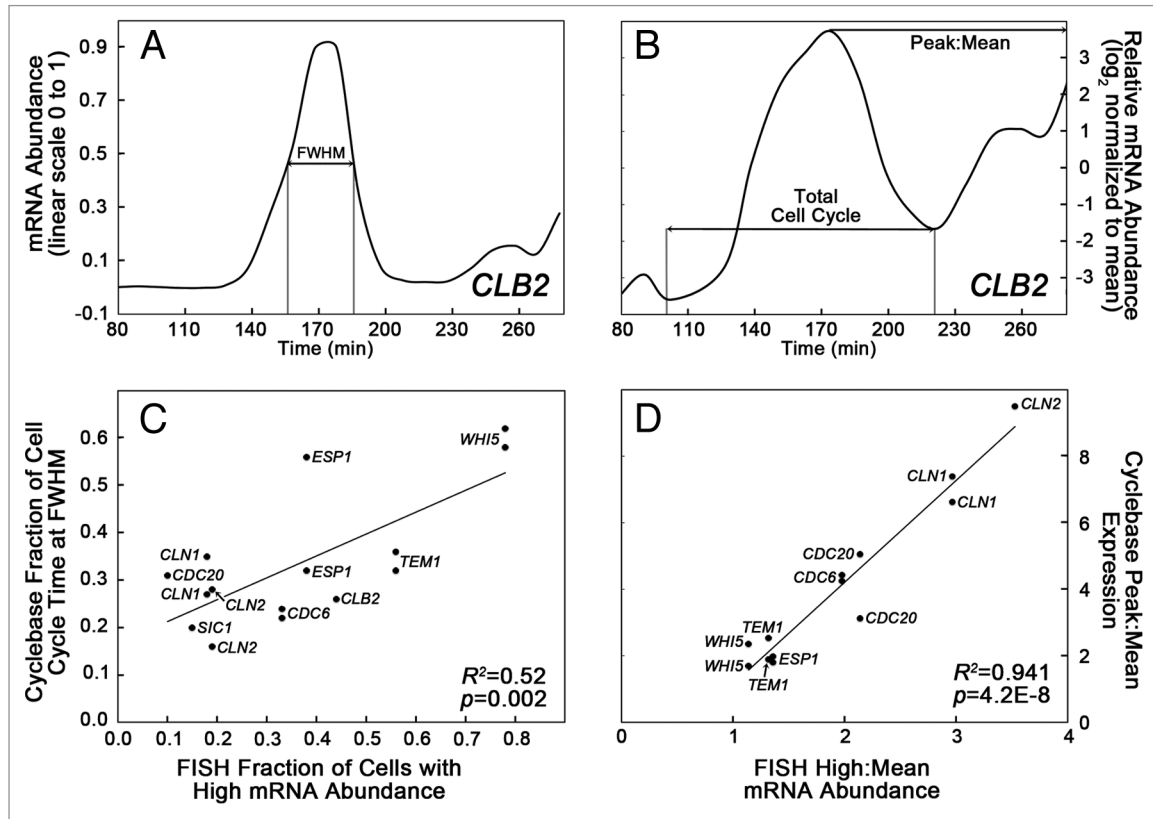 A
mRNA Abundance
(linear scale 0 to 1)
0.9
0.7
0.5
0.3
0.1
-0.1
FWHM
CLB2
80 110 140 170 200 230 260
Time (min)
B
Peak:Mean
Total
Cell Cycle
CLB2
3
2
1
0
-1
-2
-3
Relative mRNA Abundance
(log2 normalized to mean)
80 110 140 170 200 230 260
Time (min)
C
Cyclebase Fraction of Cell
Cycle Time at FWHM
0.6
0.5
0.4
0.3
0.2
0.1
0.0
WHI5
ESP1
CLN1
TEM1
CDC20
ESP1
CLN1
CLN2
CLB2
CDC6
SIC1
CLN2
R2=0.52
p=0.002
0.0 0.1 0.2 0.3 0.4 0.5 0.6 0.7 0.8
FISH Fraction of Cells with
High mRNA Abundance
D
CLN2
CLN1
CLN1
CDC20
CDC6
CDC20
TEM1
WHI5
ESP1
WHI5
TEM1
R2=0.941
p=4.2E-8
8
6
4
2
0
Cyclebase Peak:Mean
Expression
0 1 2 3 4
FISH High:Mean
mRNA Abundance